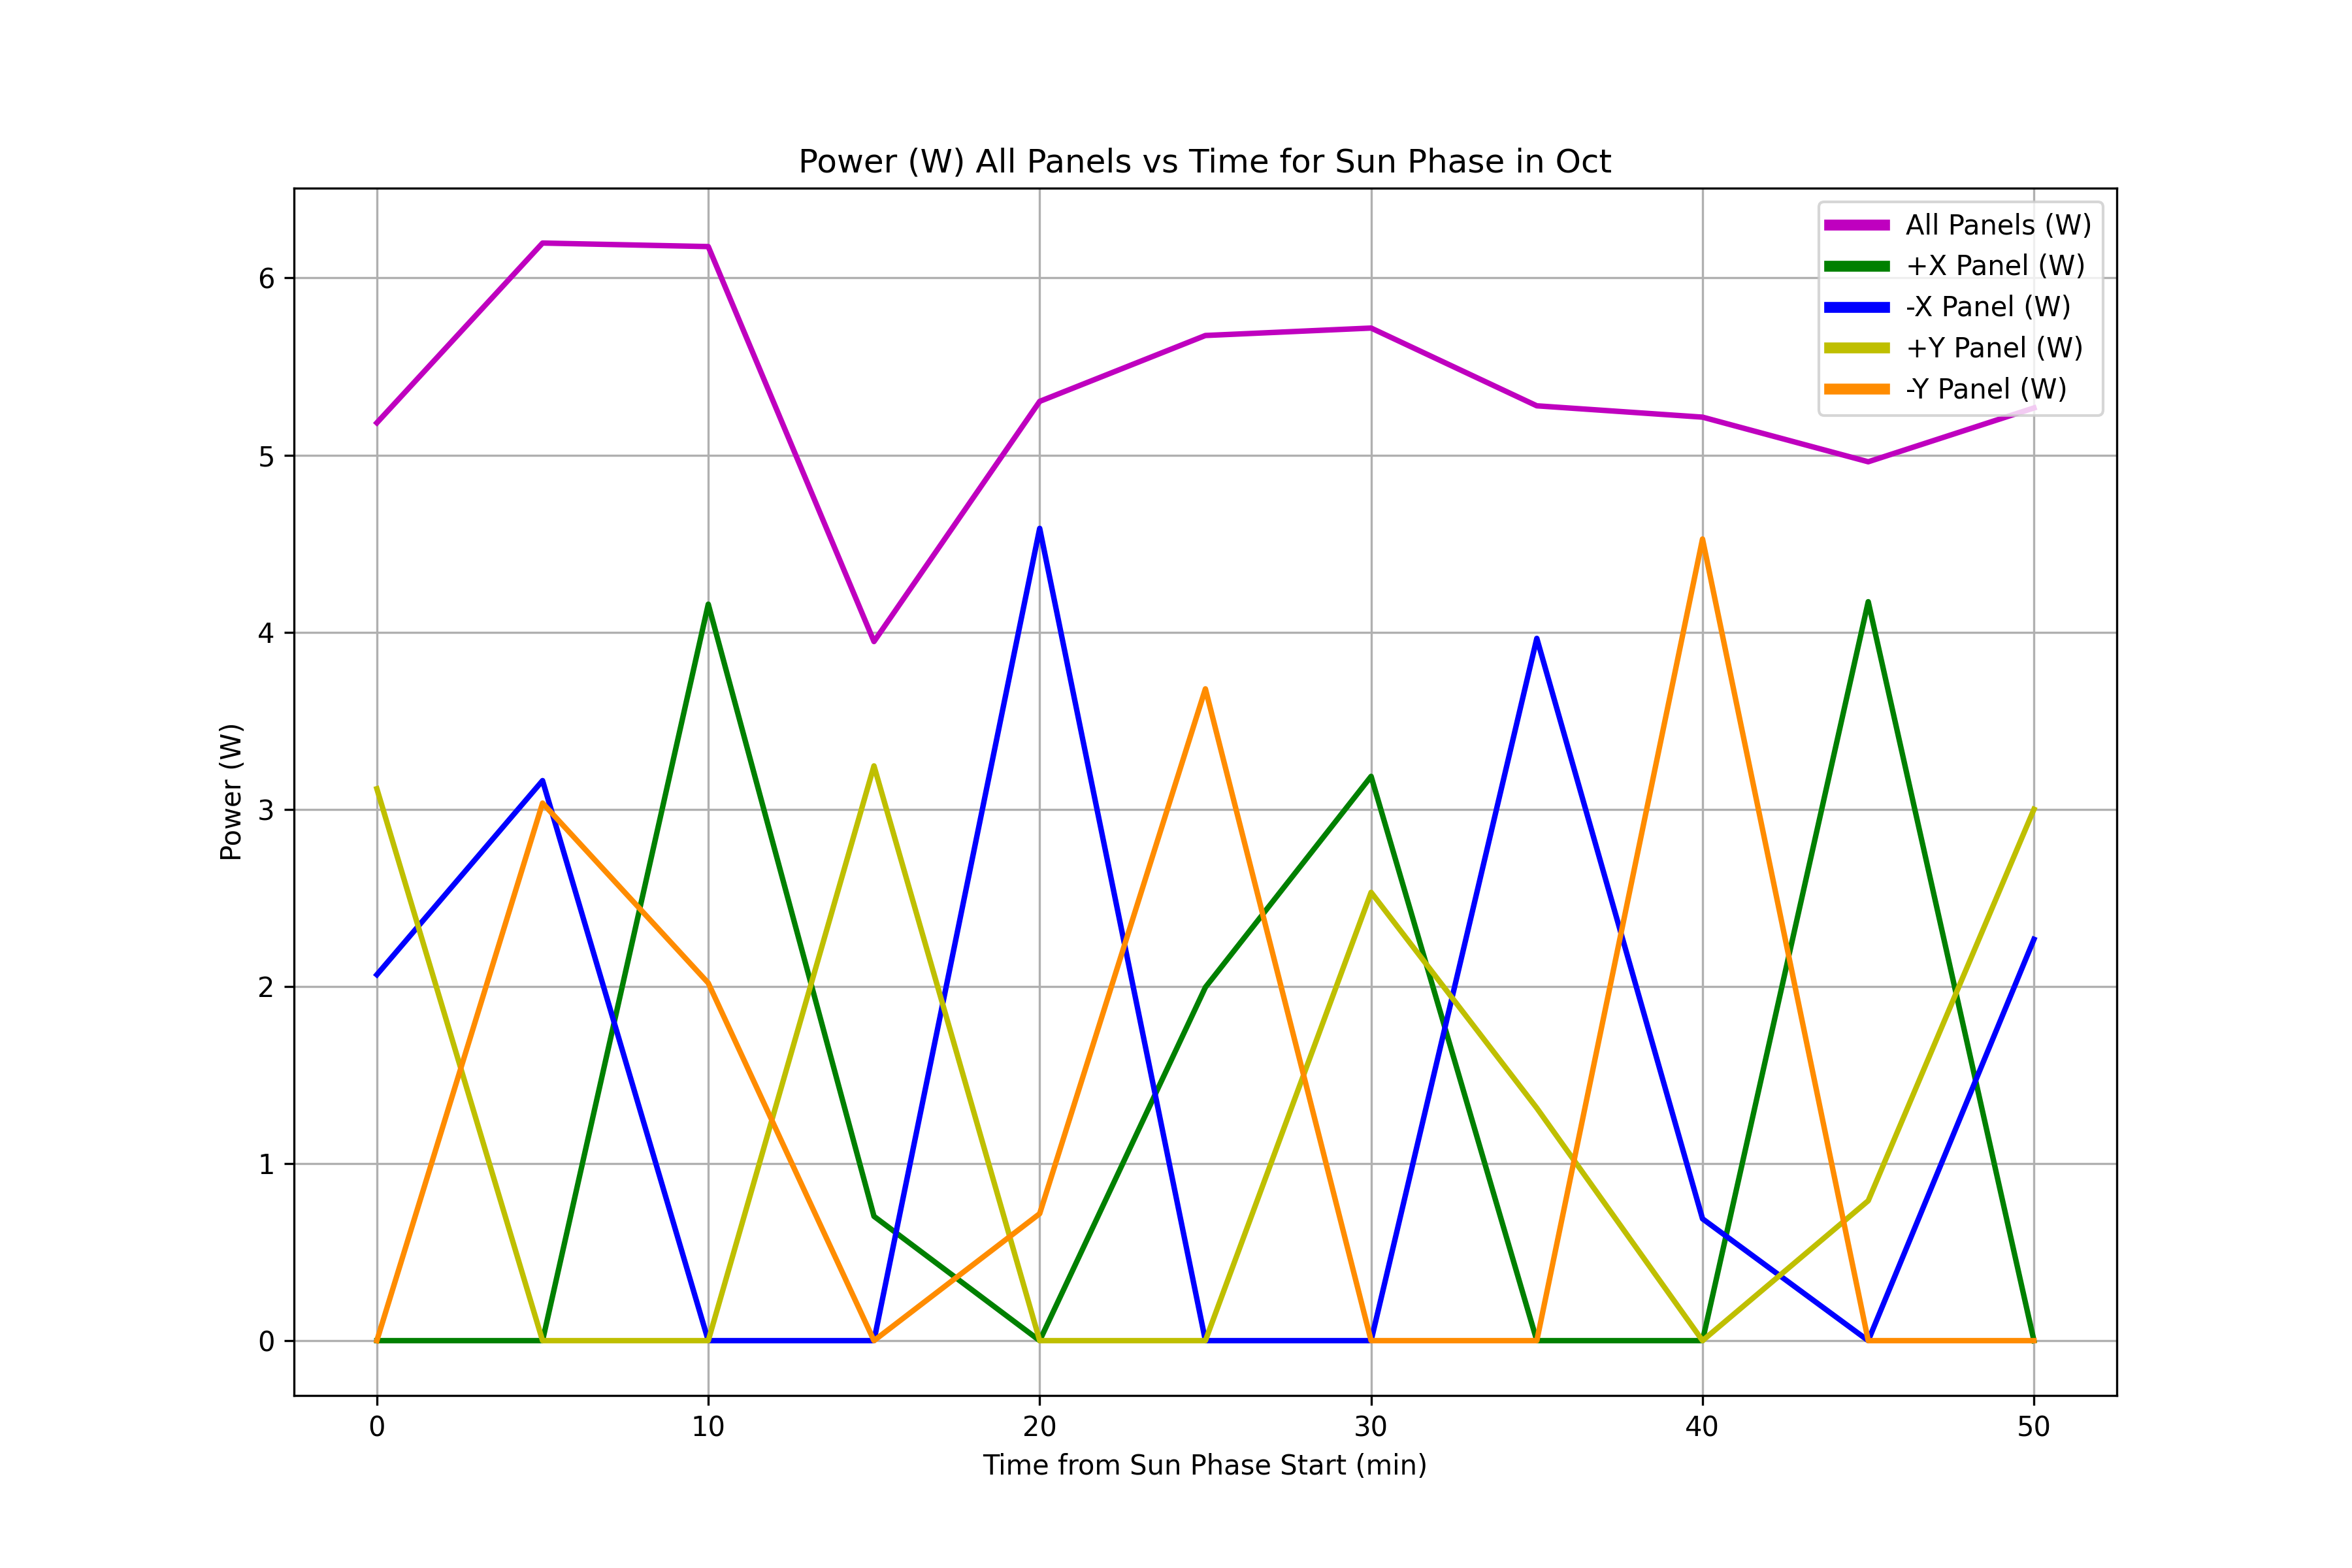 Power (W) All Panels vs Time for Sun Phase in Oct
All Panels (W)
+X Panel (W)
-X Panel (W)
+Y Panel (W)
-Y Panel (W)
Power (W)
6
5
4
3
2
1
0
0 10 20 30 40 50
Time from Sun Phase Start (min)